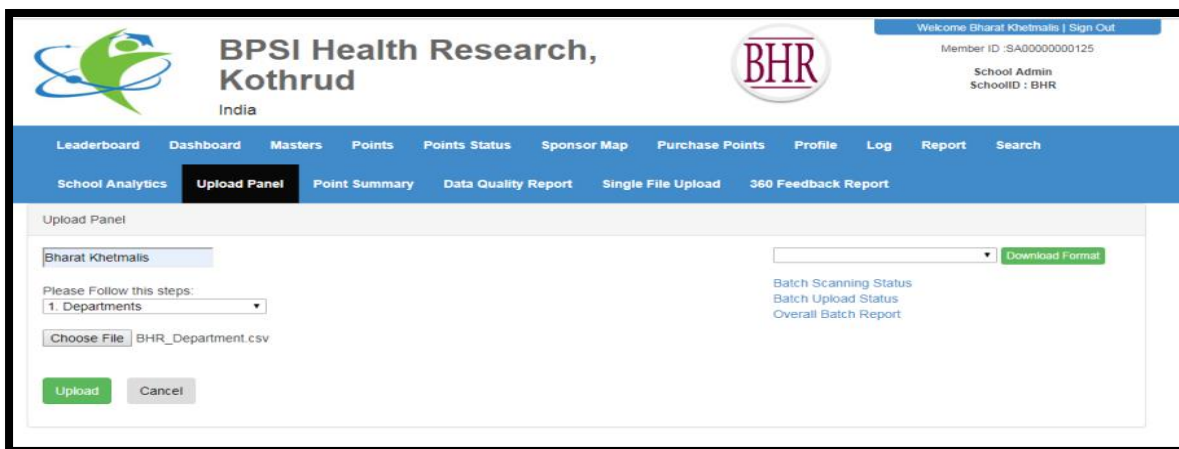 Welcome Bharat Khetmalis | Sign Out
BPSI Health Research,
Kothrud
India
BHR
Member ID :SA00000000125
School Admin
SchoolID : BHR
Leaderboard Dashboard Masters Points Points Status Sponsor Map Purchase Points Profile Log Report Search
School Analytics Upload Panel Point Summary Data Quality Report Single File Upload 360 Feedback Report
Upload Panel
Bharat Khetmalis
Please Follow this steps:
1. Departments
Choose File BHR_Department.csv
Upload Cancel
Download Format
Batch Scanning Status
Batch Upload Status
Overall Batch Report